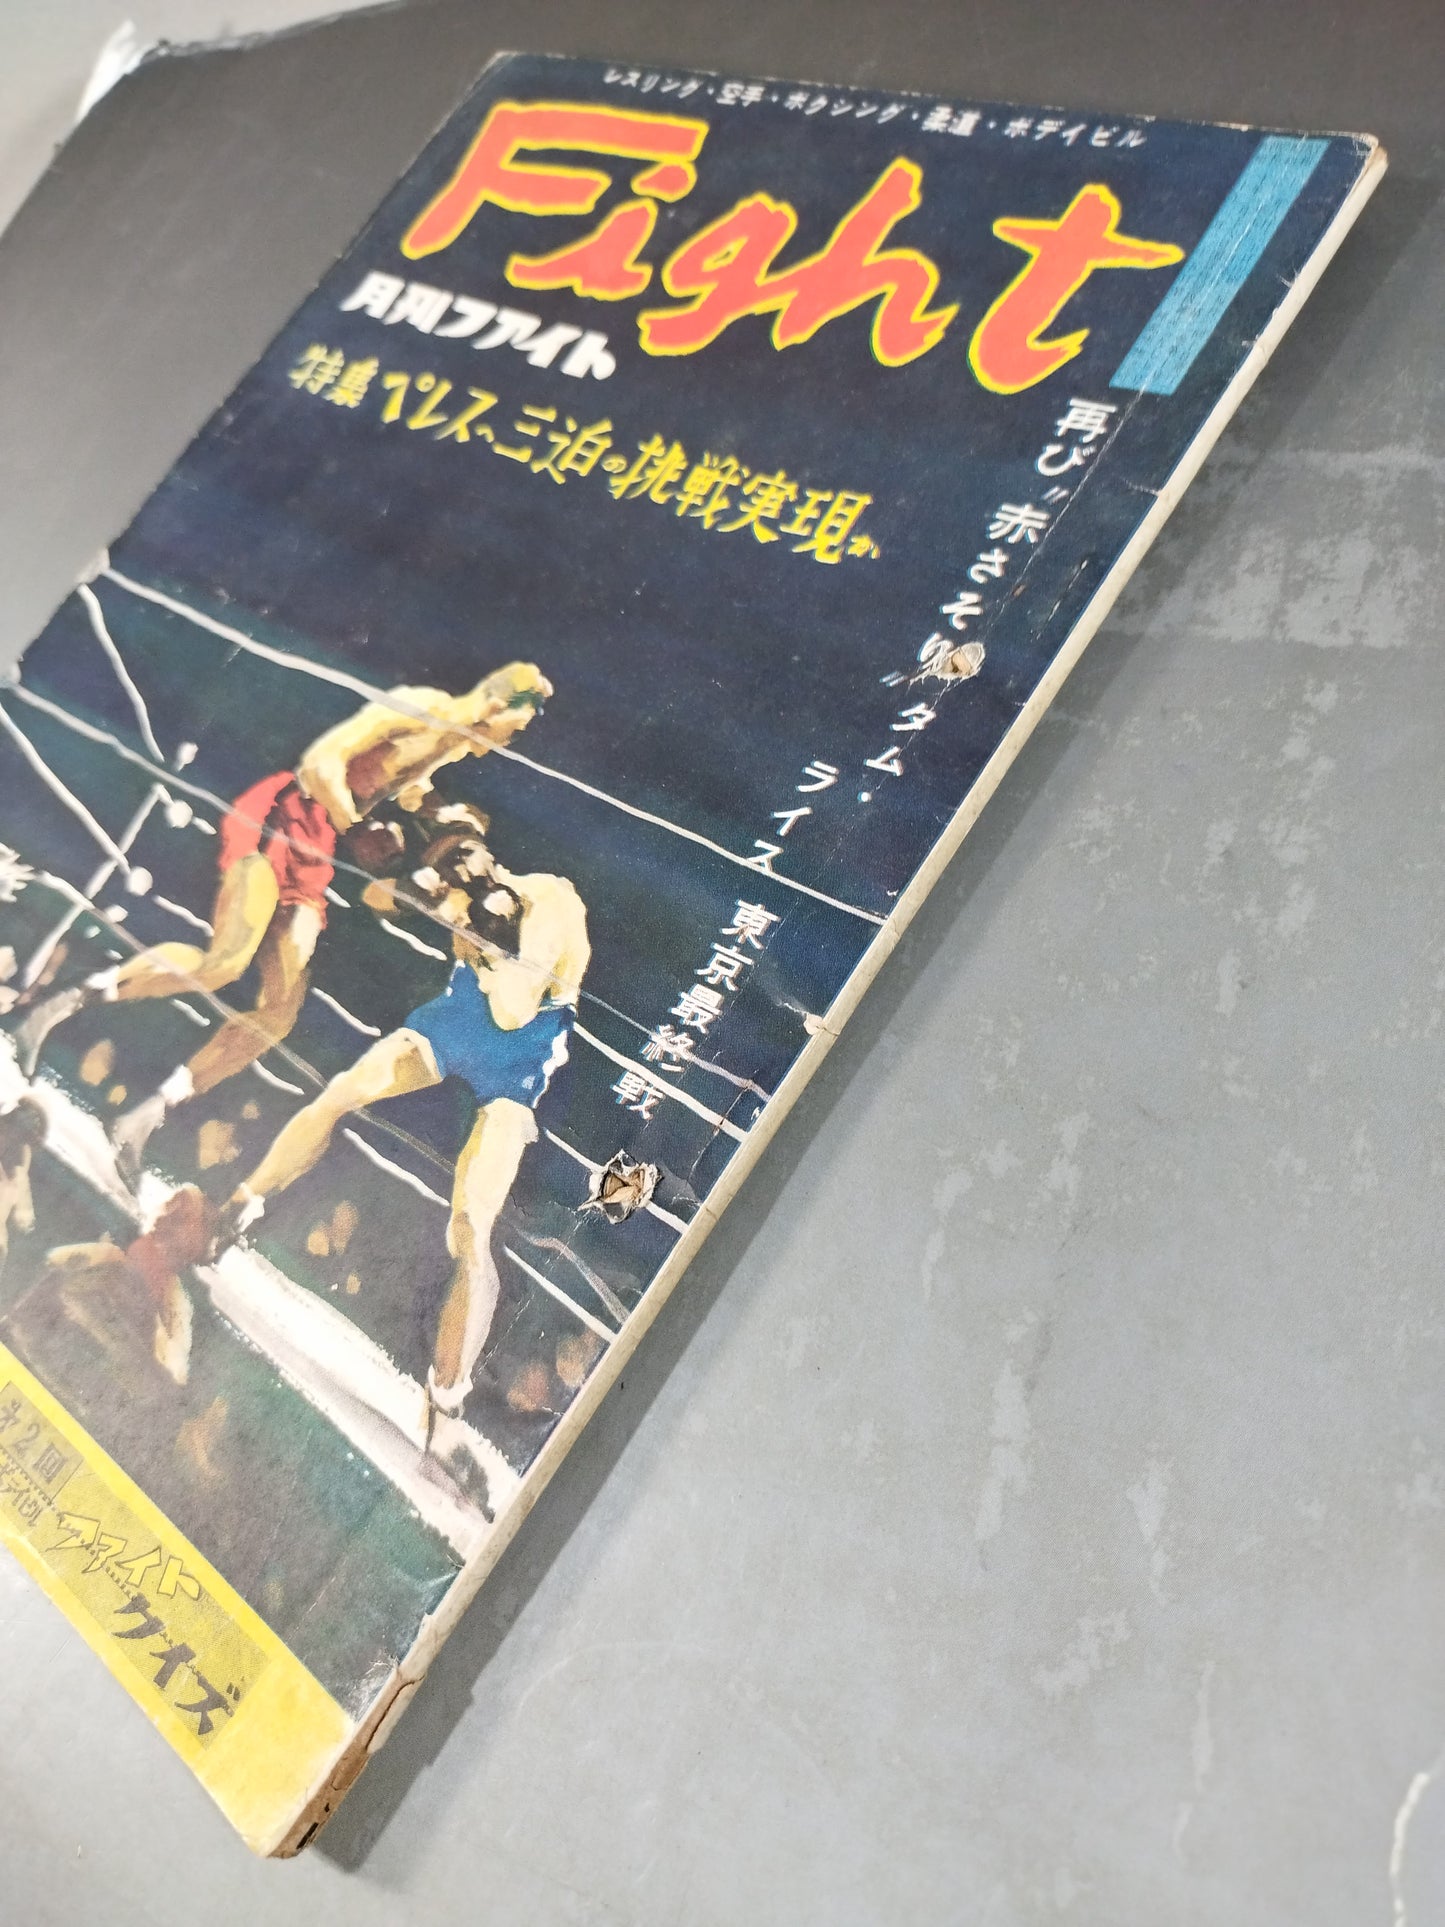 レスリング・空手・ボクシング・柔道・ボデイビル
Fight
月刊ファイト
特集ペレスへ三迫の挑戦実現か
再び"赤さそり"タム・
ライス
東京最終戦
第2回
ファイト
クイズ